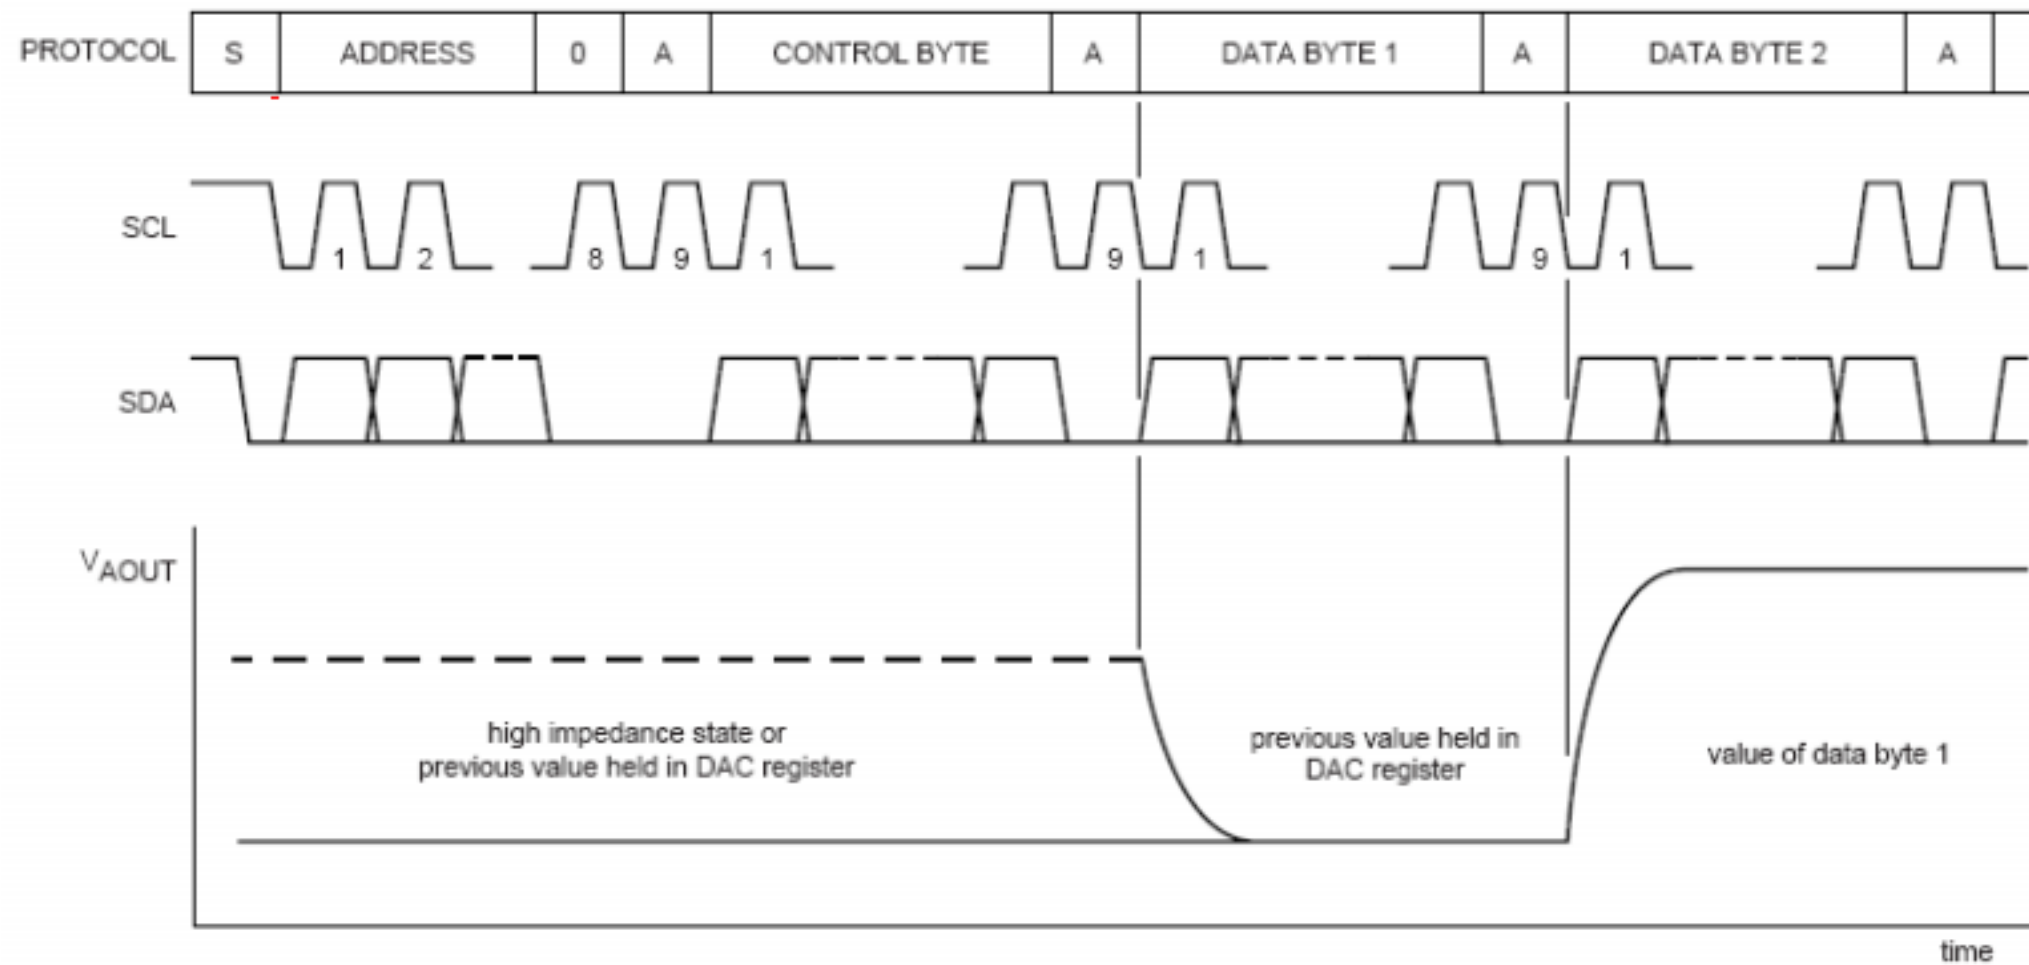 PROTOCOL S ADDRESS 0 A CONTROL BYTE A DATA BYTE 1 A DATA BYTE 2 A
SCL 1 2 8 9 1 9 1 9 1
SDA
VAOUT
high impedance state or
previous value held in DAC register
previous value held in
DAC register
value of data byte 1
time